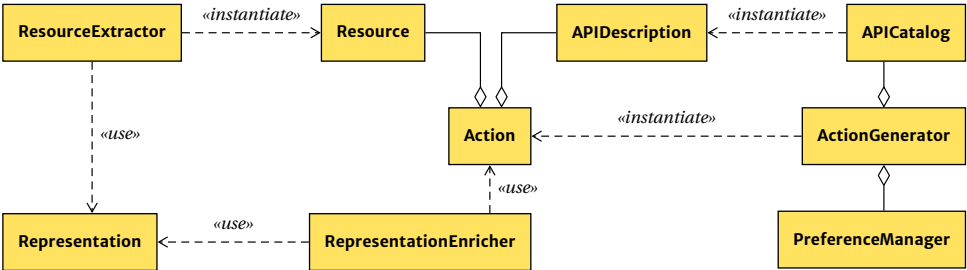 «instantiate»
«instantiate»
ResourceExtractor
Resource
APIDescription
APICatalog
«instantiate»
«use»
Action
ActionGenerator
«use»
«use»
Representation
RepresentationEnricher
PreferenceManager